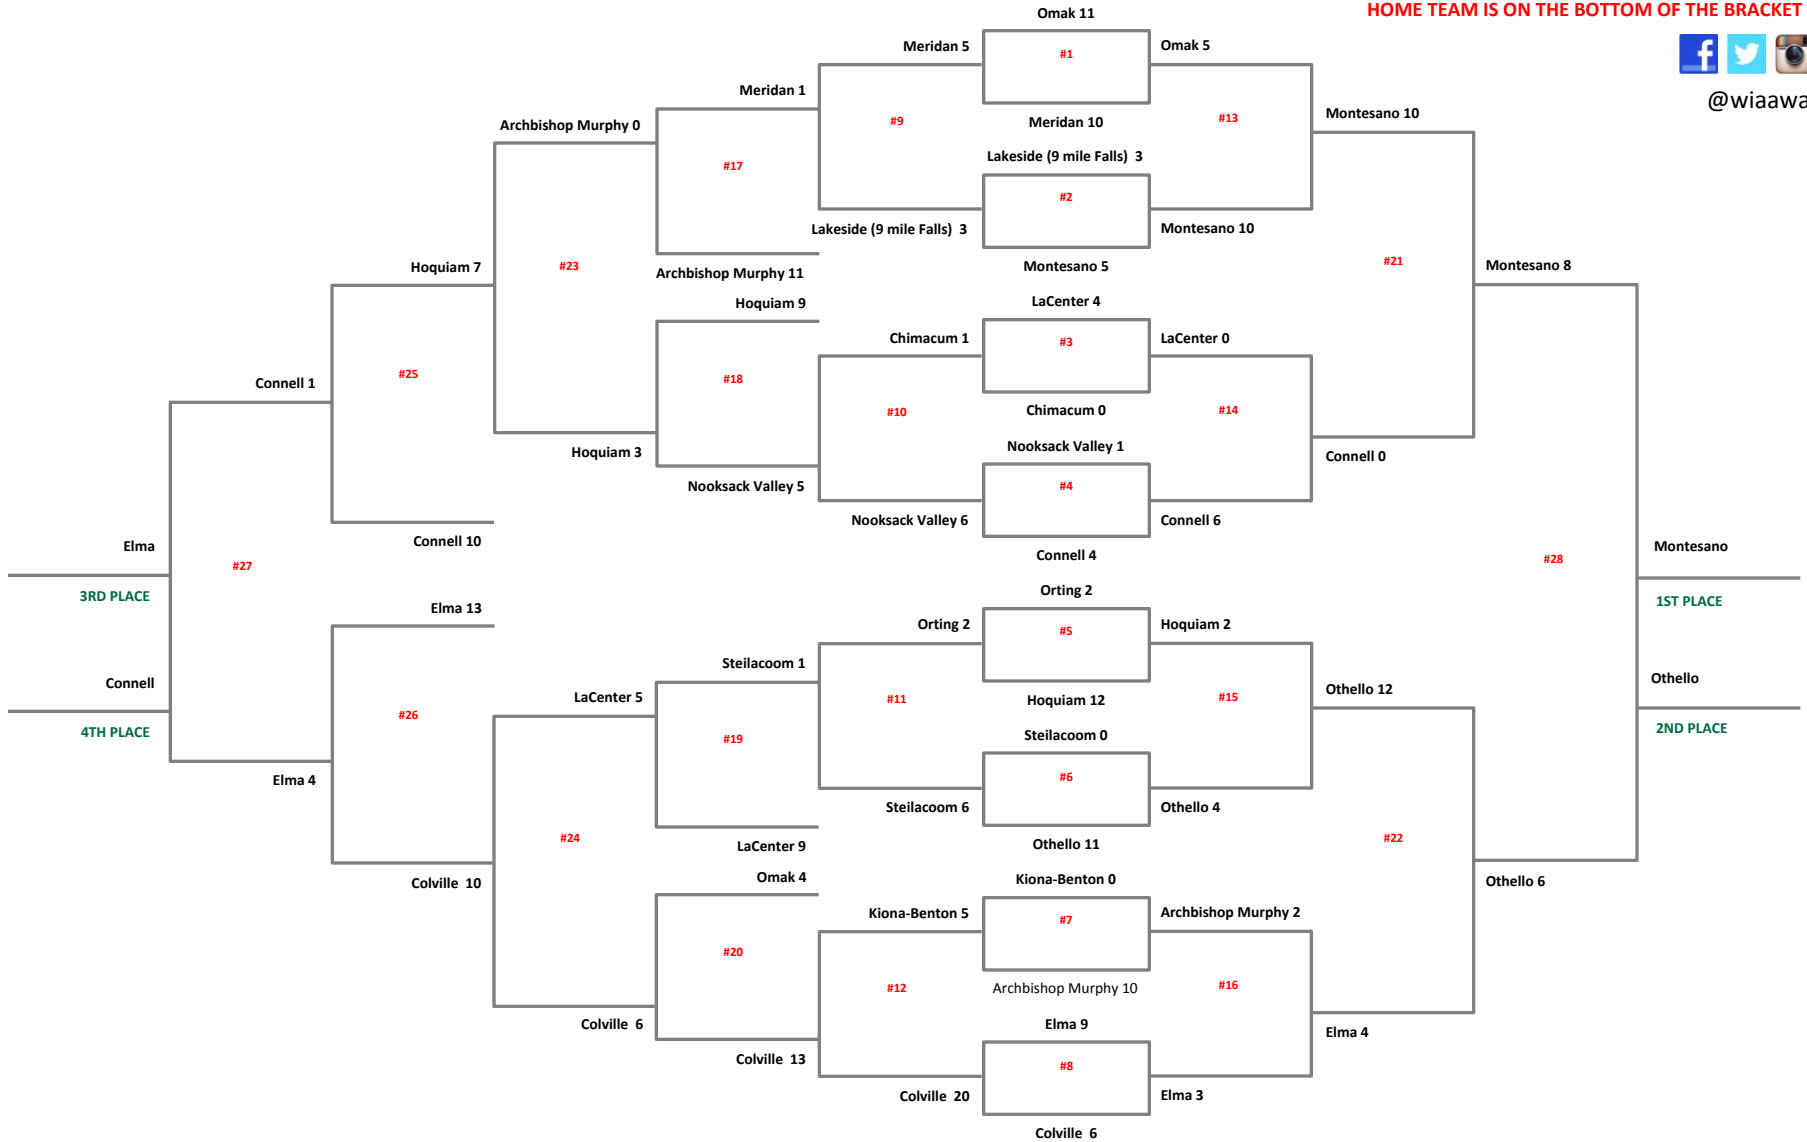 HOME TEAM IS ON THE BOTTOM OF THE BRACKET
@wiaawa
Omak 11
#1
Meridan 10
Lakeside (9 mile Falls)  3
#2
Montesano 5
LaCenter 4
#3
Chimacum 0
Nooksack Valley 1
#4
Connell 4
Orting 2
#5
Hoquiam 12
Steilacoom 0
#6
Othello 11
Kiona-Benton 0
#7
Archbishop Murphy 10
Elma 9
#8
Colville  6
Meridan 5
#9
Lakeside (9 mile Falls)  3
Chimacum 1
#10
Nooksack Valley 6
Orting 2
#11
Steilacoom 6
Kiona-Benton 5
#12
Colville  20
Omak 5
#13
Montesano 10
LaCenter 0
#14
Connell 6
Hoquiam 2
#15
Othello 4
Archbishop Murphy 2
#16
Elma 3
Meridan 1
#17
Archbishop Murphy 11
Hoquiam 9
#18
Nooksack Valley 5
Steilacoom 1
#19
LaCenter 9
Omak 4
#20
Colville  13
Montesano 10
#21
Connell 0
Othello 12
#22
Elma 4
Archbishop Murphy 0
#23
Hoquiam 3
LaCenter 5
#24
Colville  6
Hoquiam 7
#25
Connell 10
Elma 13
#26
Colville  10
Connell 1
#27
Elma 4
Montesano 8
#28
Othello 6
Elma
3RD PLACE
Connell
4TH PLACE
Montesano
1ST PLACE
Othello
2ND PLACE